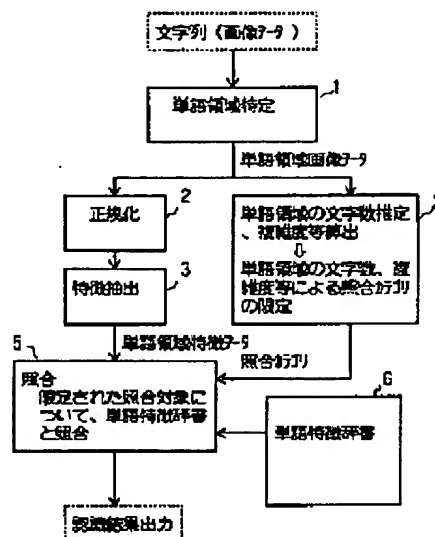 文字列（画像データ）
1
単語領域特定
単語領域画像データ
2
正規化
3
特徴抽出
4
単語領域の文字数推定
、複雑度等算出
⇩
単語領域の文字数、複
雑度等による照合カテゴリ
の限定
単語領域特徴データ
照合カテゴリ
5
照合
限定された照合対象に
ついて、単語特徴辞書
と照合
6
単語特徴辞書
認識結果出力